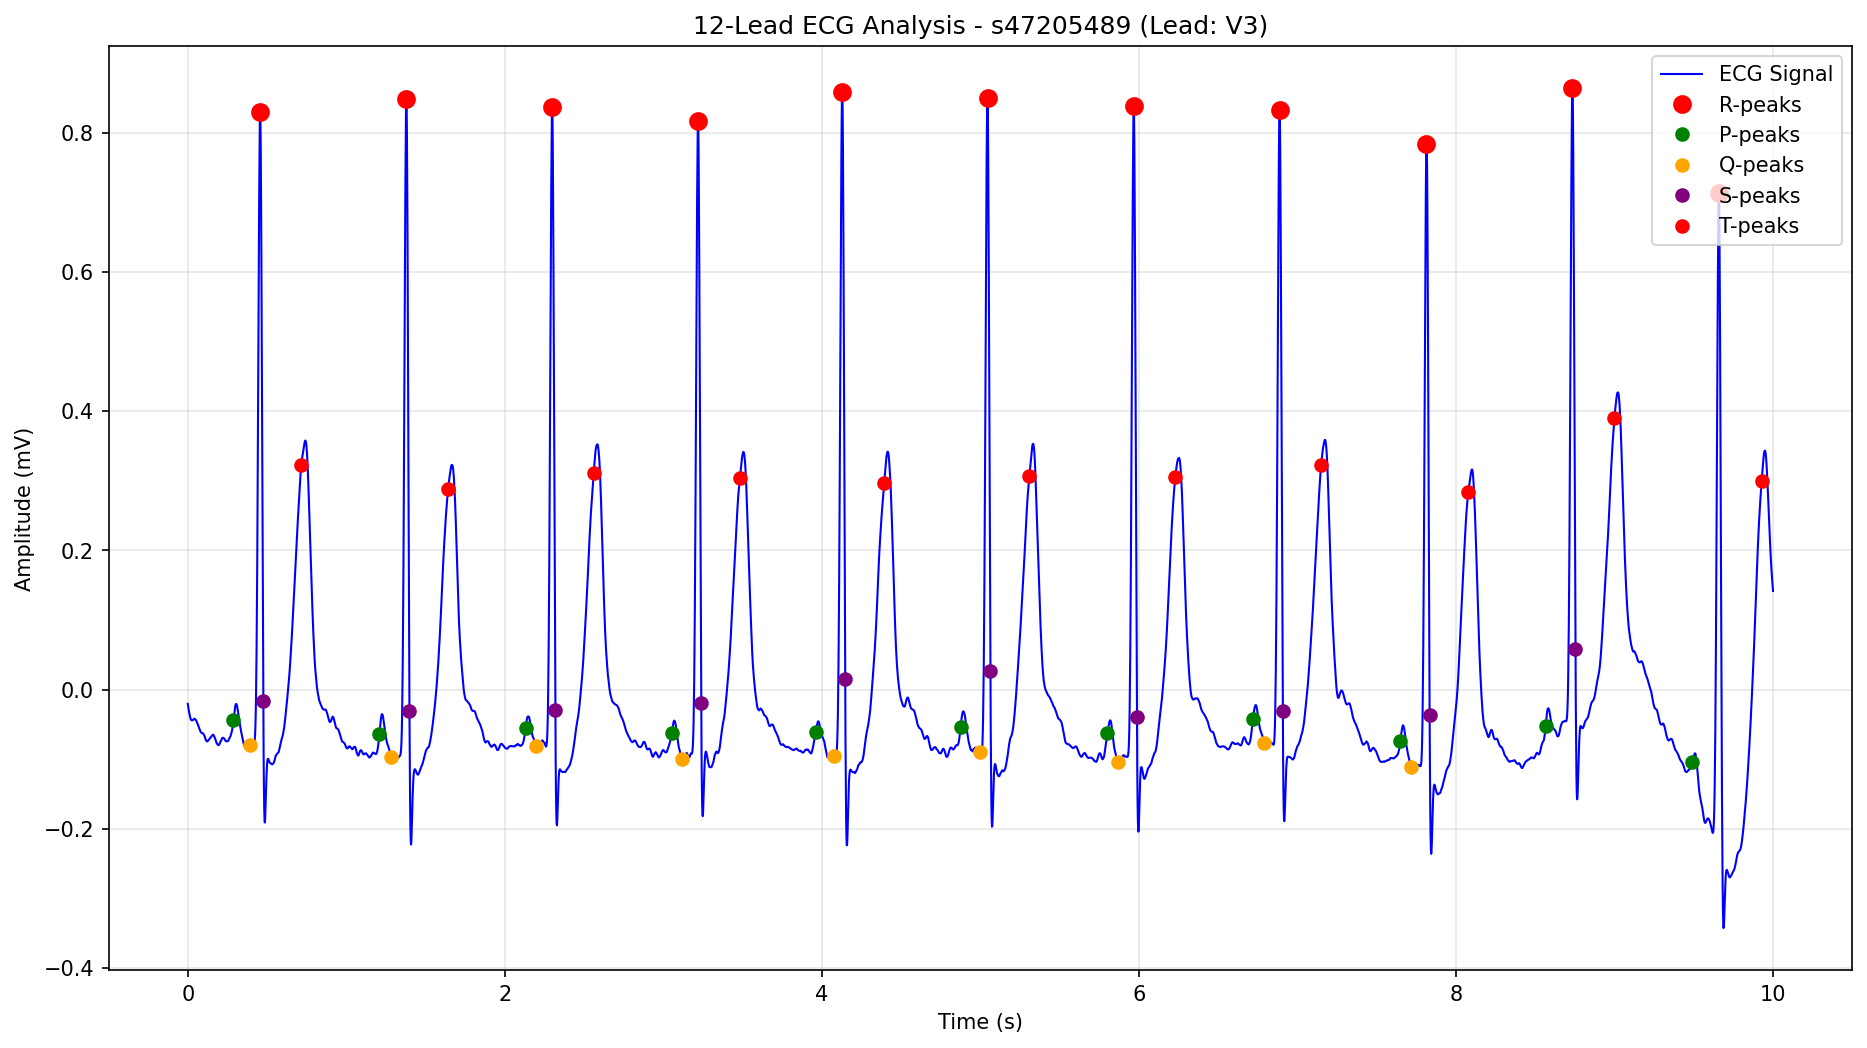 12-Lead ECG Analysis - s47205489 (Lead: V3)
ECG Signal
R-peaks
P-peaks
Q-peaks
S-peaks
T-peaks
Amplitude (mV)
0.8
0.6
0.4
0.2
0.0
−0.2
−0.4
0 2 4 6 8 10
Time (s)